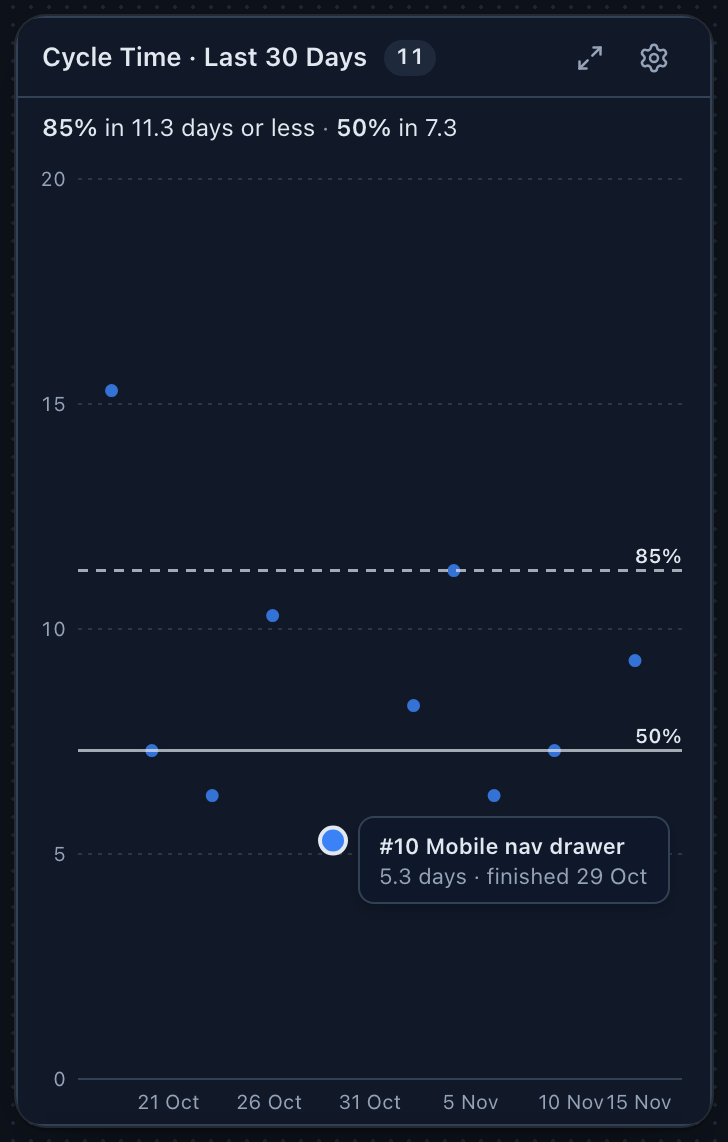 Cycle Time · Last 30 Days 11
85% in 11.3 days or less · 50% in 7.3
20
15
85%
10
50%
#10 Mobile nav drawer
5
5.3 days · finished 29 Oct
0
21 Oct 26 Oct 31 Oct 5 Nov 10 Nov 15 Nov